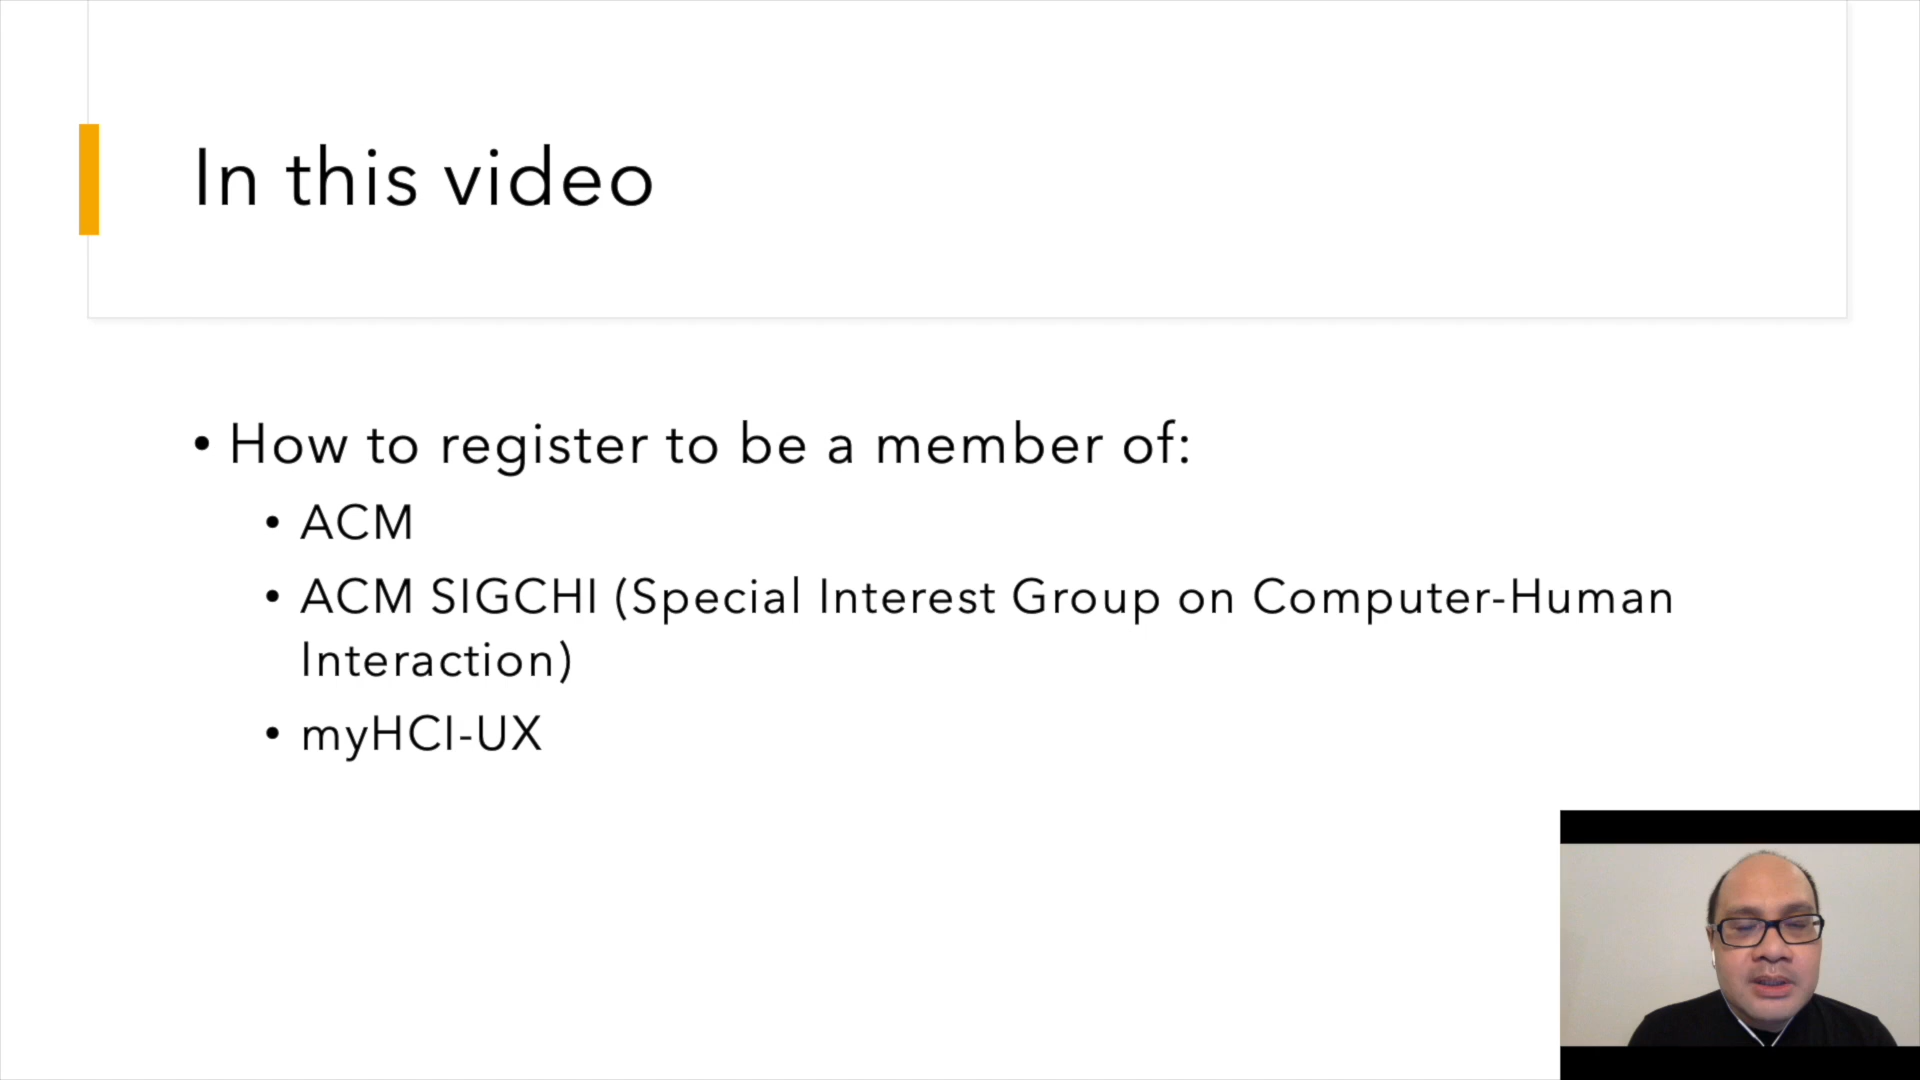 In this video
• How to register to be a member of:
• ACM
• ACM SIGCHI (Special Interest Group on Computer-Human
Interaction)
• myHCI-UX